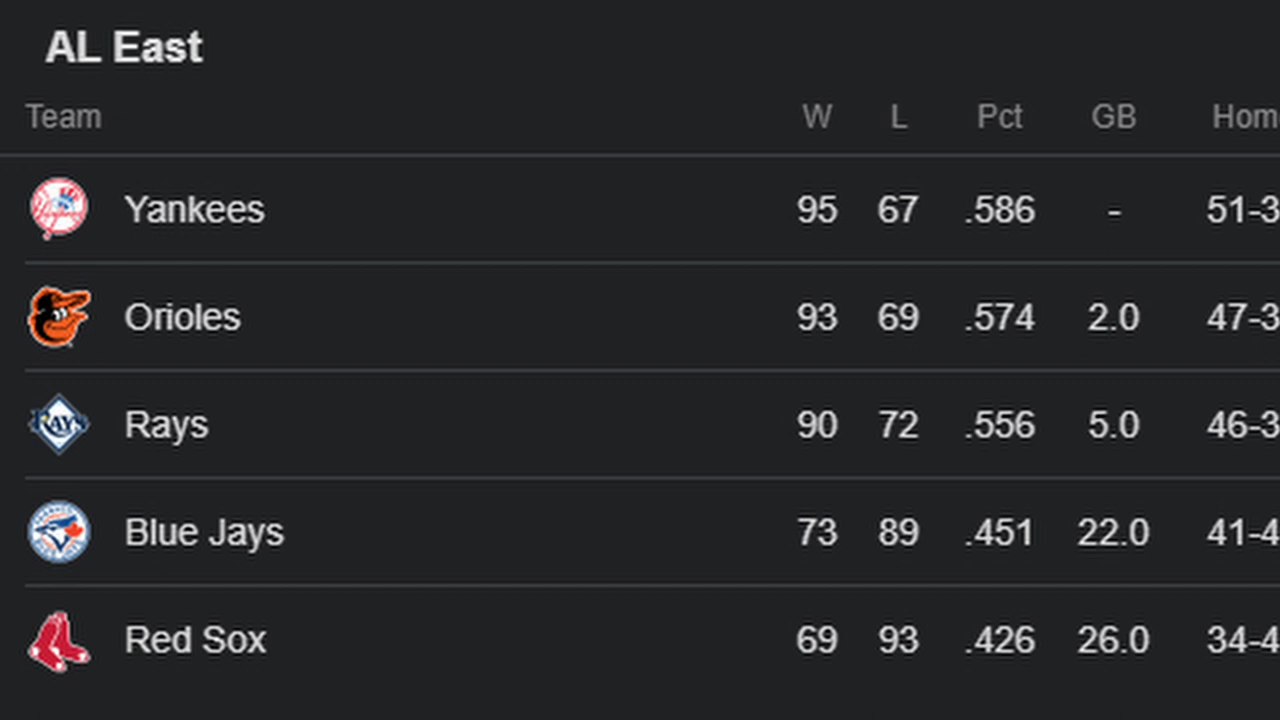 AL East
Team W L Pct GB Hom
Yankees 95 67 .586 - 51-3
Orioles 93 69 .574 2.0 47-3
RAYS Rays 90 72 .556 5.0 46-3
Blue Jays 73 89 .451 22.0 41-4
Red Sox 69 93 .426 26.0 34-4